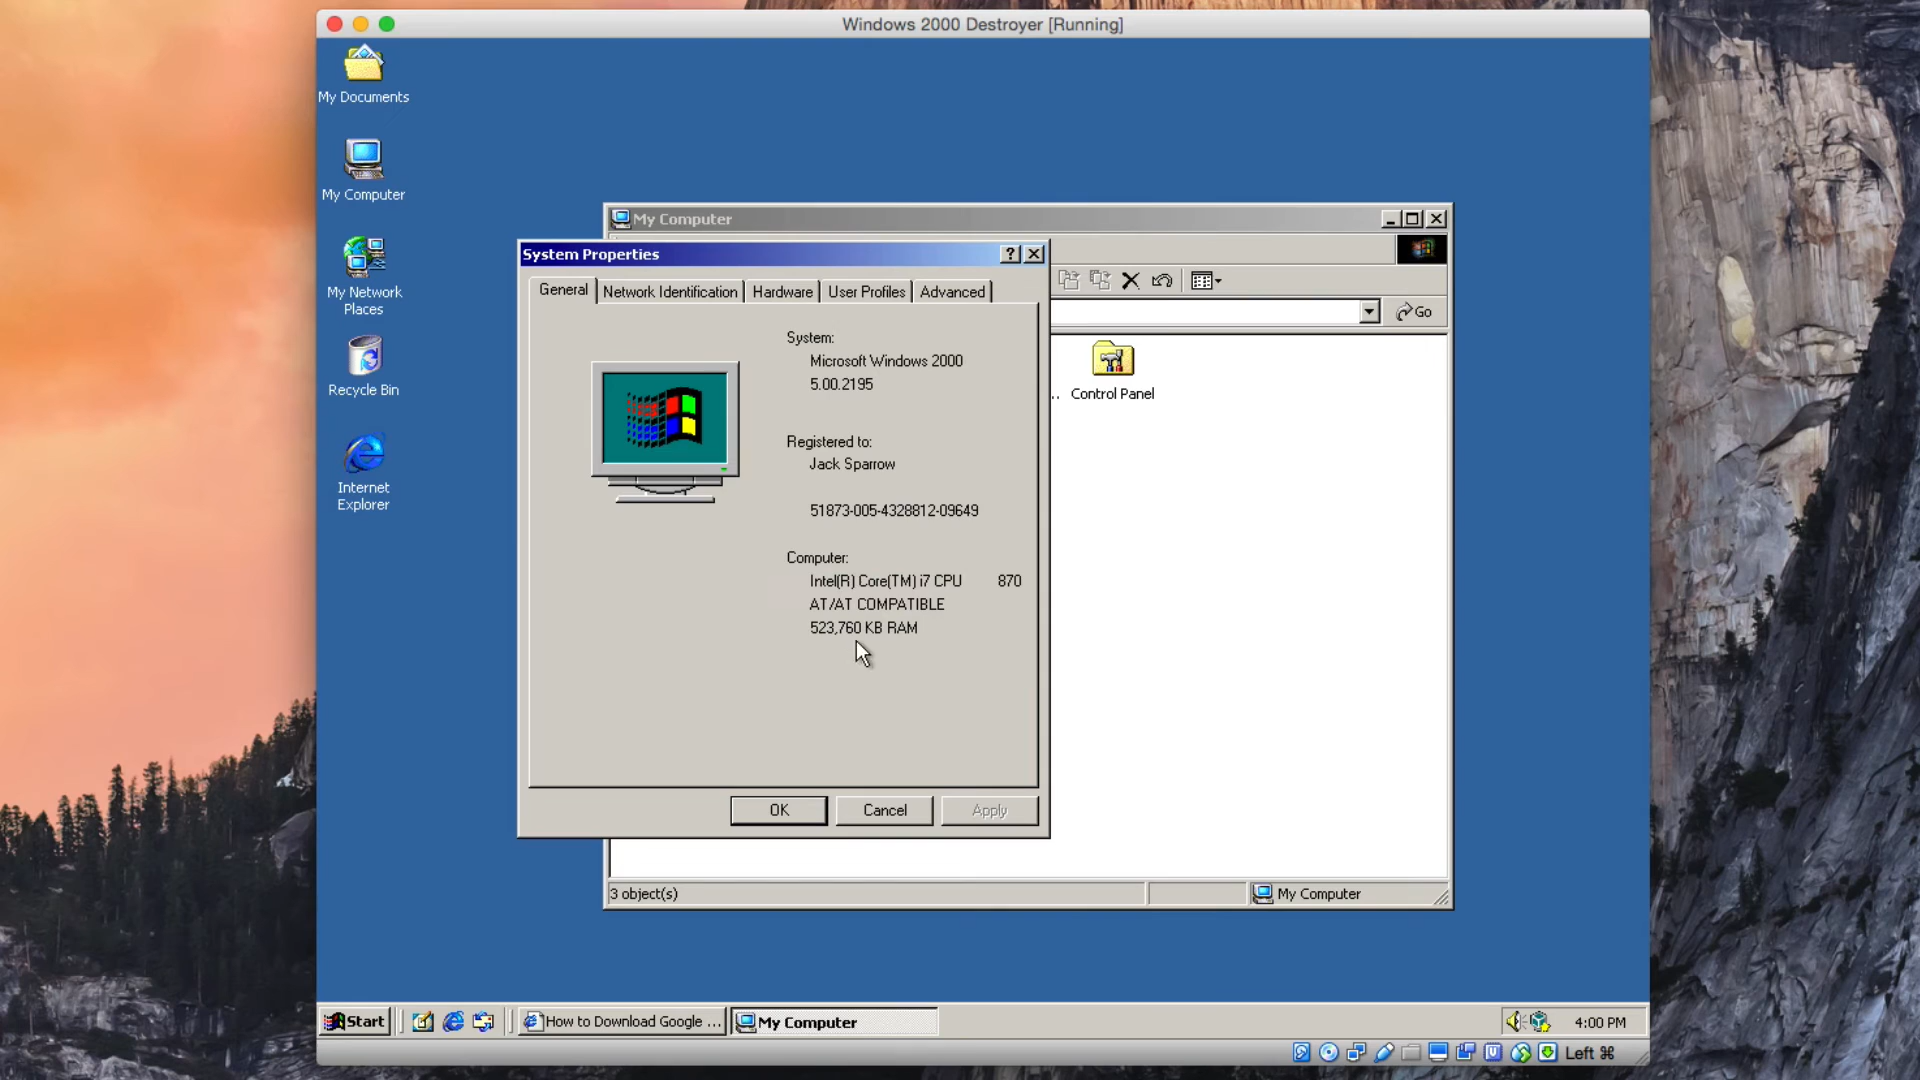 Windows 2000 Destroyer [Running]
My Documents
My Computer
My Network
Places
Recycle Bin
Internet
Explorer
My Computer
Go
.. Control Panel
System Properties
General Network Identification Hardware User Profiles Advanced
System:
Microsoft Windows 2000
5.00.2195
Registered to:
Jack Sparrow
51873-005-4328812-09649
Computer:
Intel(R) Core(TM) i7 CPU 870
AT/AT COMPATIBLE
523,760 KB RAM
OK Cancel Apply
3 object(s) My Computer
Start How to Download Google ... My Computer 4:00 PM
Left ⌘